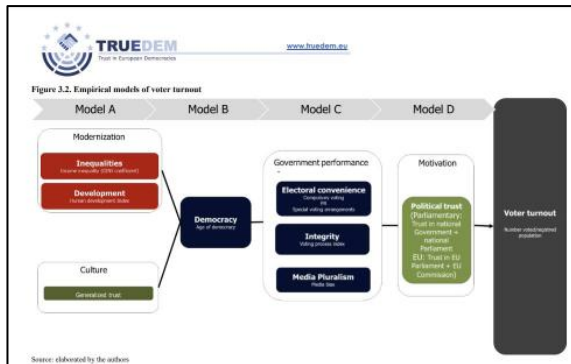 TRUEDEM
Trust in European Democracies
www.truedem.eu
Figure 3.2. Empirical models of voter turnout
Model A
Model B
Model C
Model D
Modernization
Inequalities
Income inequality (GINI coefficient)
Development
Human development index
Culture
Generalized trust
Democracy
Age of democracy
Government performance
-
Electoral convenience
Compulsory voting
PR
Special voting arrangements
Integrity
Voting process index
Media Pluralism
Media bias
Motivation
Political trust
(Parliamentary:
Trust in national
Government +
national
Parliament
EU: Trust in EU
Parliament + EU
Commission)
Voter turnout
Number voted/registered
population
Source: elaborated by the authors